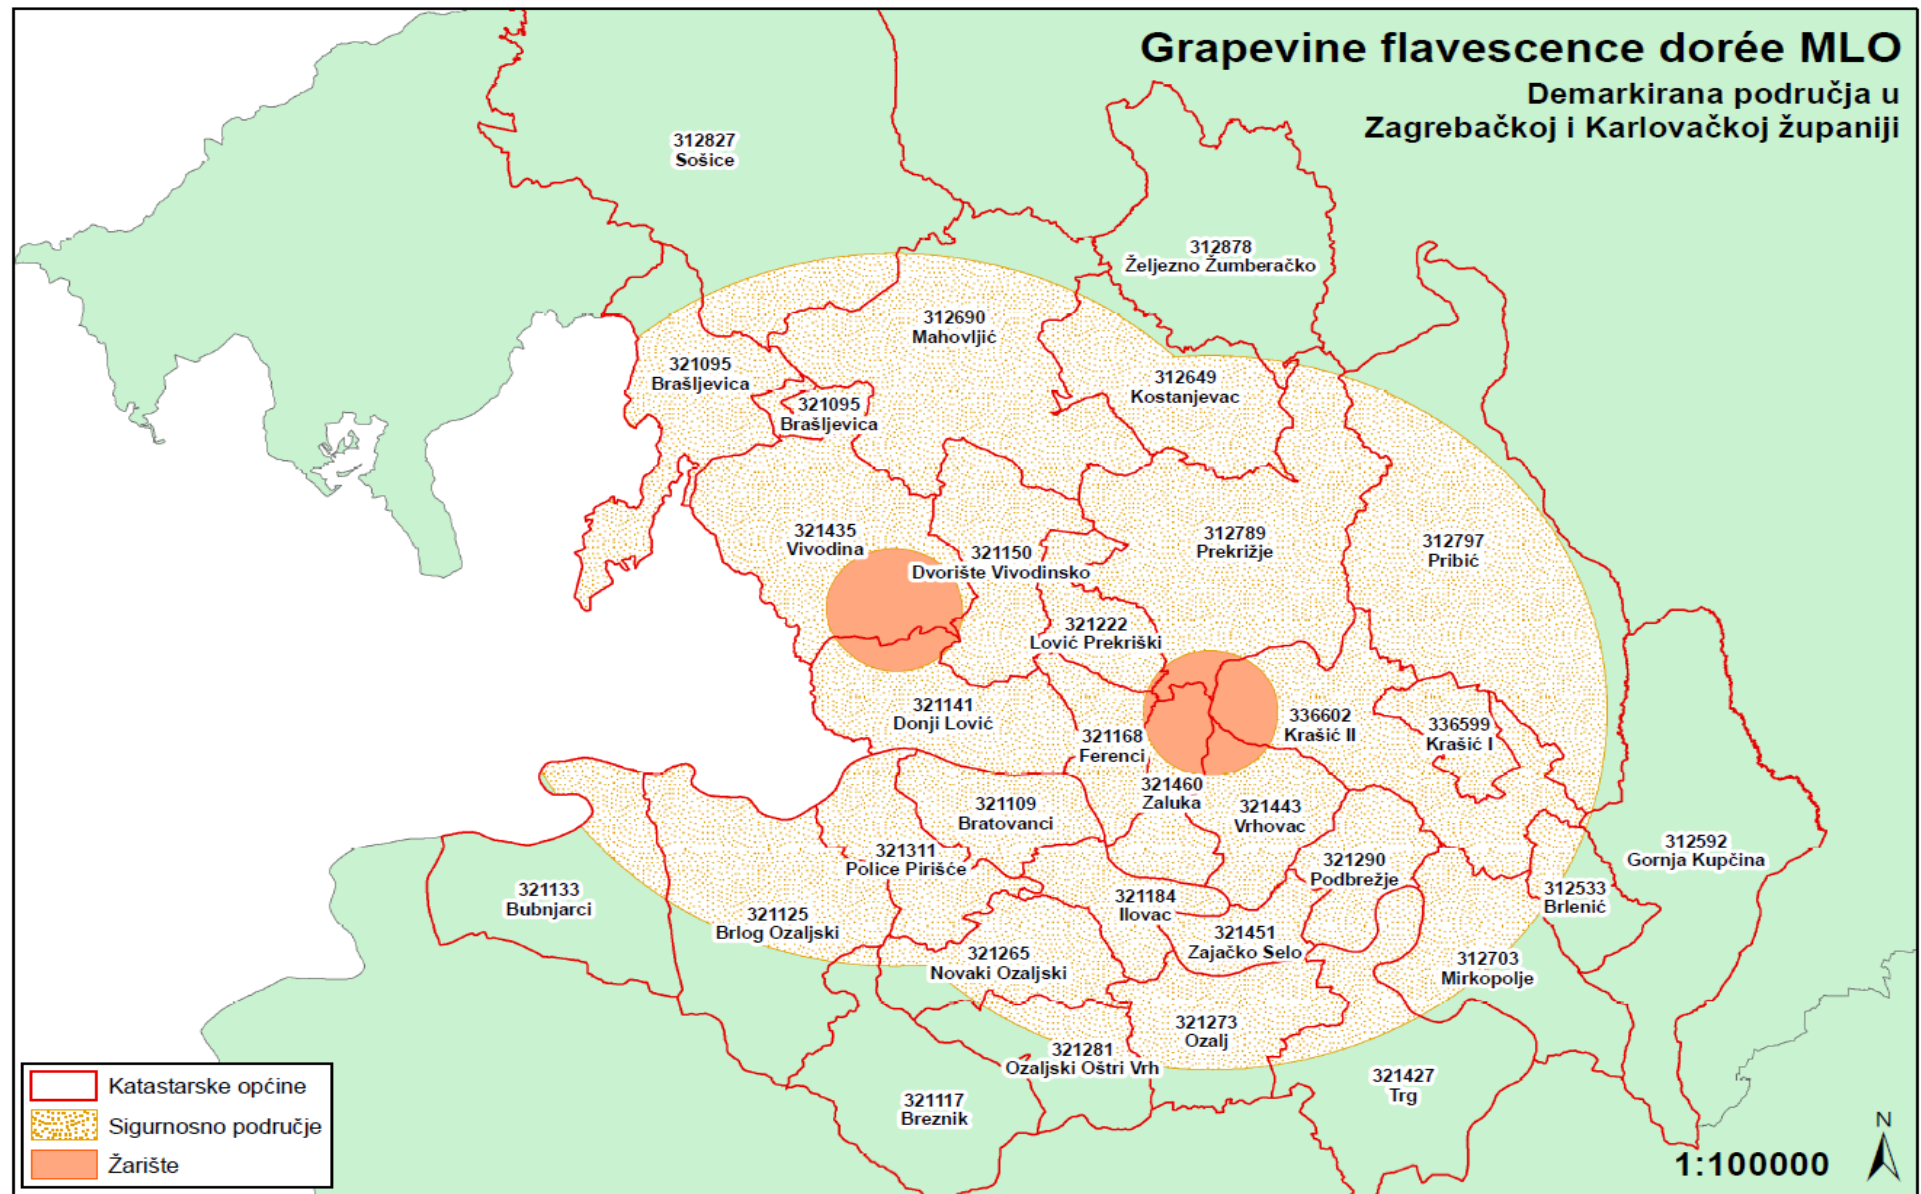 Grapevine flavescence dorée MLO
Demarkirana područja u
Zagrebačkoj i Karlovačkoj županiji
312827
Sošice
312878
Željezno Žumberačko
312690
Mahovljić
321095
Brašljevica
312649
Kostanjevac
321095
Brašljevica
321435
Vivodina
321150
Dvorište Vivodinsko
312789
Prekrižje
312797
Pribić
321222
Lović Prekriški
321141
Donji Lović
321168
Ferenci
336602
Krašić II
336599
Krašić I
321460
Zaluka
321109
Bratovanci
321443
Vrhovac
321311
Police Pirišće
321290
Podbrežje
312592
Gornja Kupčina
321133
Bubnjarci
312533
Brlenić
321184
Ilovac
321125
Brlog Ozaljski
321451
Zajačko Selo
321265
Novaki Ozaljski
312703
Mirkopolje
321273
Ozalj
321281
Ozaljski Oštri Vrh
321427
Trg
321117
Breznik
Katastarske općine
Sigurnosno područje
Žarište
N
1:100000